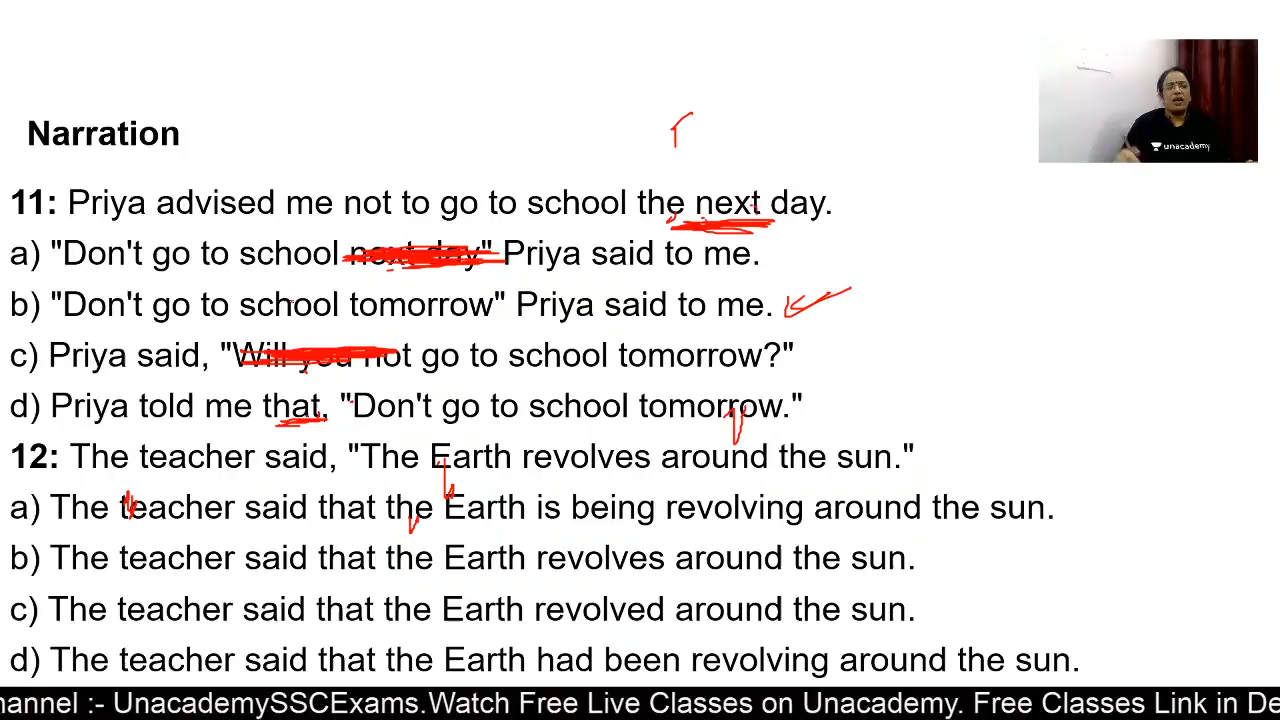 Narration
11: Priya advised me not to go to school the next day.
a) "Don't go to school next day" Priya said to me.
b) "Don't go to school tomorrow" Priya said to me.
c) Priya said, "Will you not go to school tomorrow?"
d) Priya told me that, "Don't go to school tomorrow."
12: The teacher said, "The Earth revolves around the sun."
a) The teacher said that the Earth is being revolving around the sun.
b) The teacher said that the Earth revolves around the sun.
c) The teacher said that the Earth revolved around the sun.
d) The teacher said that the Earth had been revolving around the sun.
hannel :- UnacademySSCExams.Watch Free Live Classes on Unacademy. Free Classes Link in De
unacademy